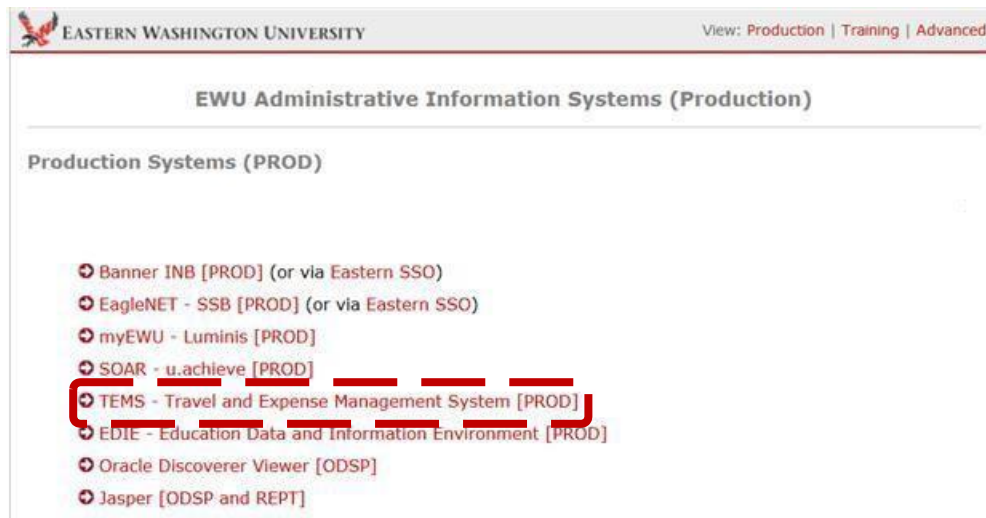 EASTERN WASHINGTON UNIVERSITY
View: Production | Training | Advanced
EWU Administrative Information Systems (Production)
Production Systems (PROD)
Banner INB [PROD] (or via Eastern SSO)
EagleNET - SSB [PROD] (or via Eastern SSO)
myEWU - Luminis [PROD]
SOAR - u.achieve [PROD]
TEMS - Travel and Expense Management System [PROD]
EDIE - Education Data and Information Environment [PROD]
Oracle Discoverer Viewer [ODSP]
Jasper [ODSP and REPT]